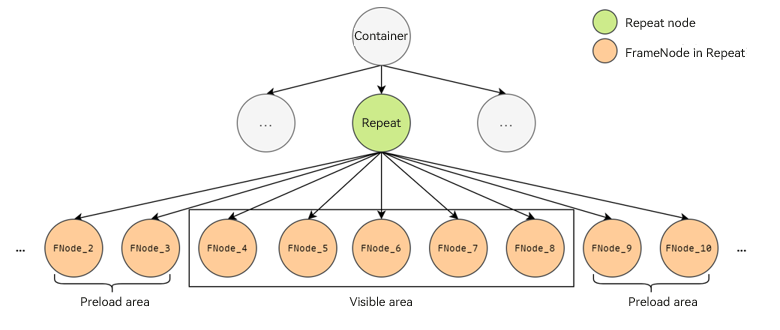 Container
Repeat node
FrameNode in Repeat
...
Repeat
...
...
FNode_2
FNode_3
FNode_4
FNode_5
FNode_6
FNode_7
FNode_8
FNode_9
FNode_10
...
Preload area
Visible area
Preload area